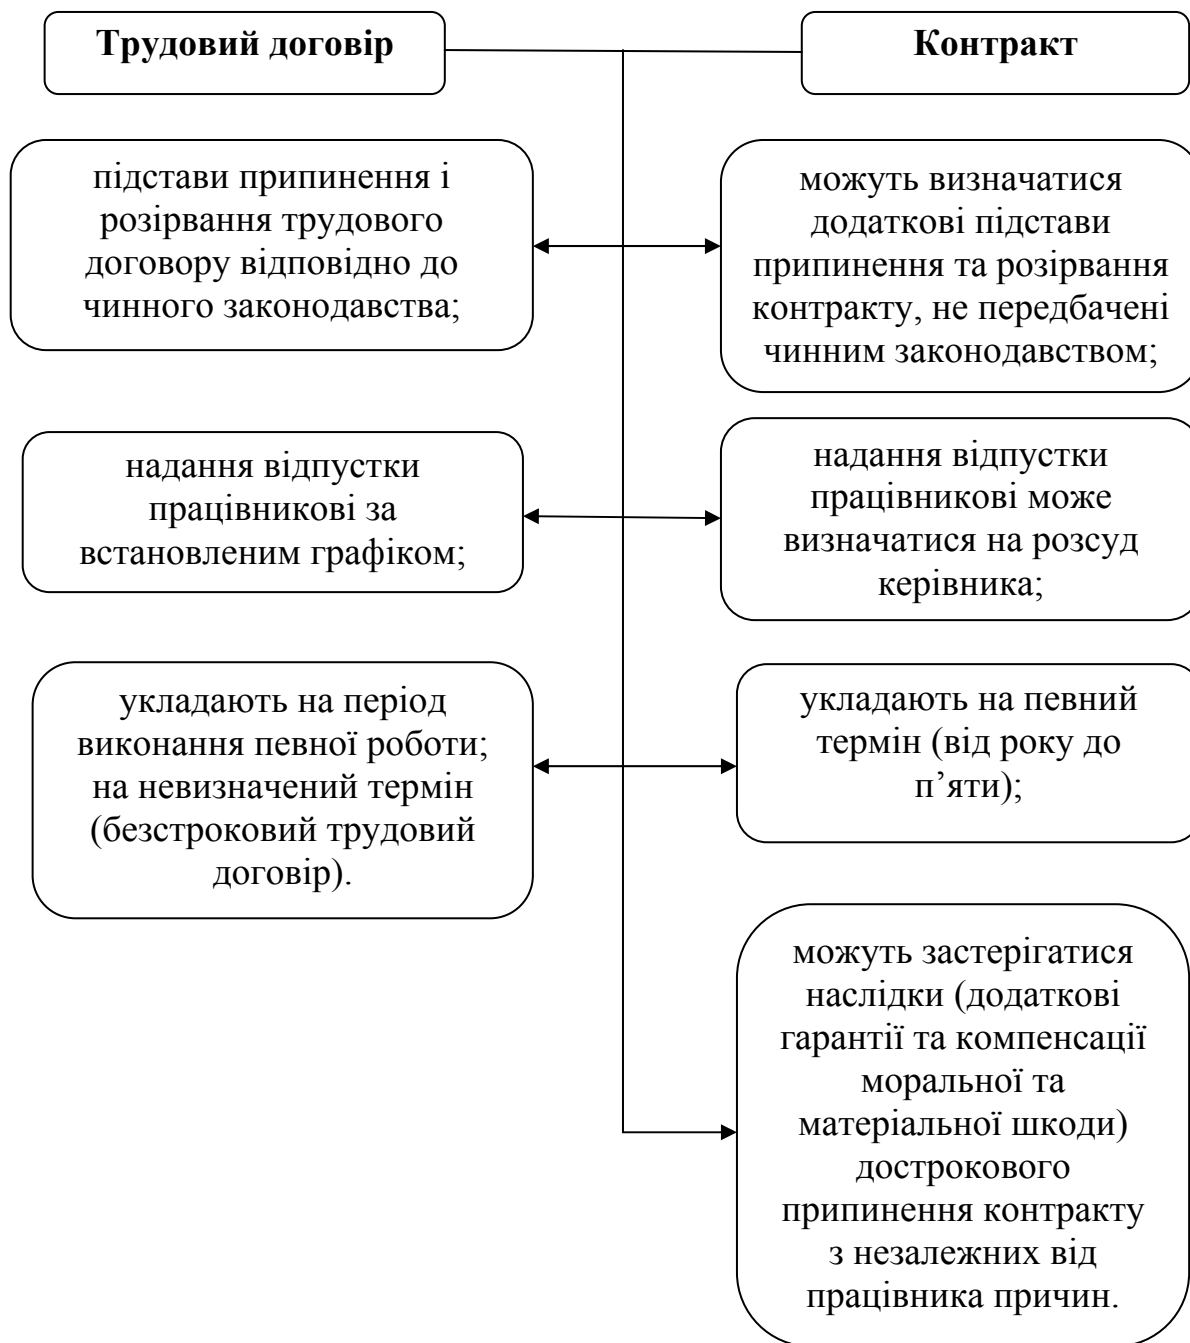 Трудовий договір
Контракт
підстави припинення і
розірвання трудового
договору відповідно до
чинного законодавства;
можуть визначатися
додаткові підстави
припинення та розірвання
контракту, не передбачені
чинним законодавством;
надання відпустки
працівникові за
встановленим графіком;
надання відпустки
працівникові може
визначатися на розсуд
керівника;
укладають на період
виконання певної роботи;
на невизначений термін
(безстроковий трудовий
договір).
укладають на певний
термін (від року до
п’яти);
можуть застерігатися
наслідки (додаткові
гарантії та компенсації
моральної та
матеріальної шкоди)
дострокового
припинення контракту
з незалежних від
працівника причин.